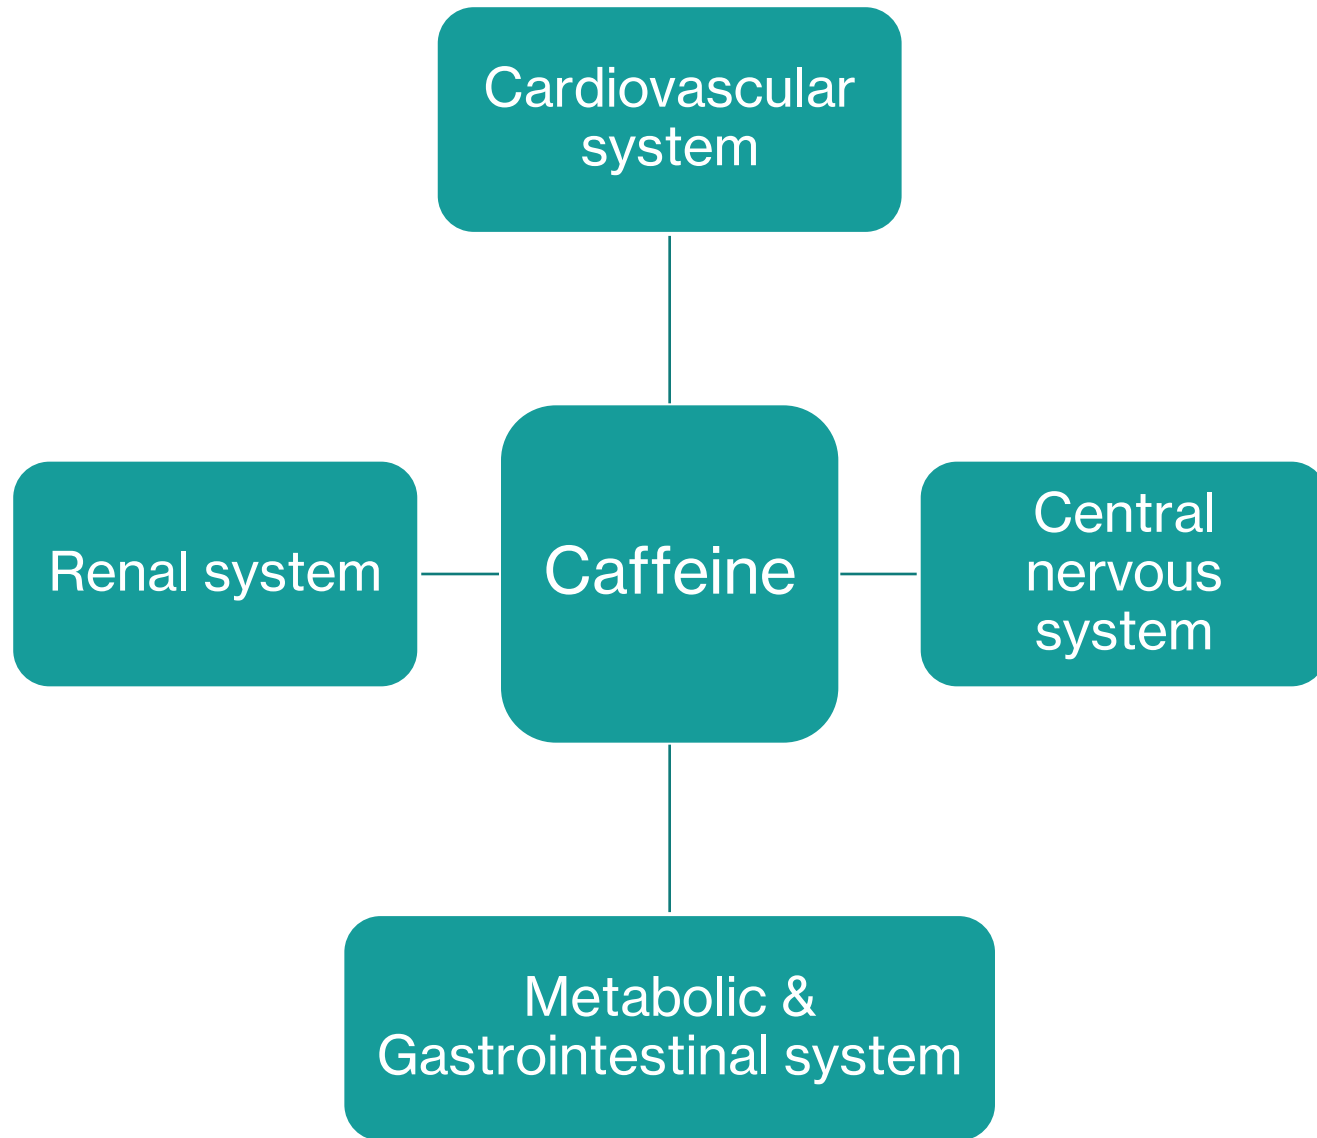 Cardiovascular
system
Renal system
Caffeine
Central
nervous
system
Metabolic &
Gastrointestinal system